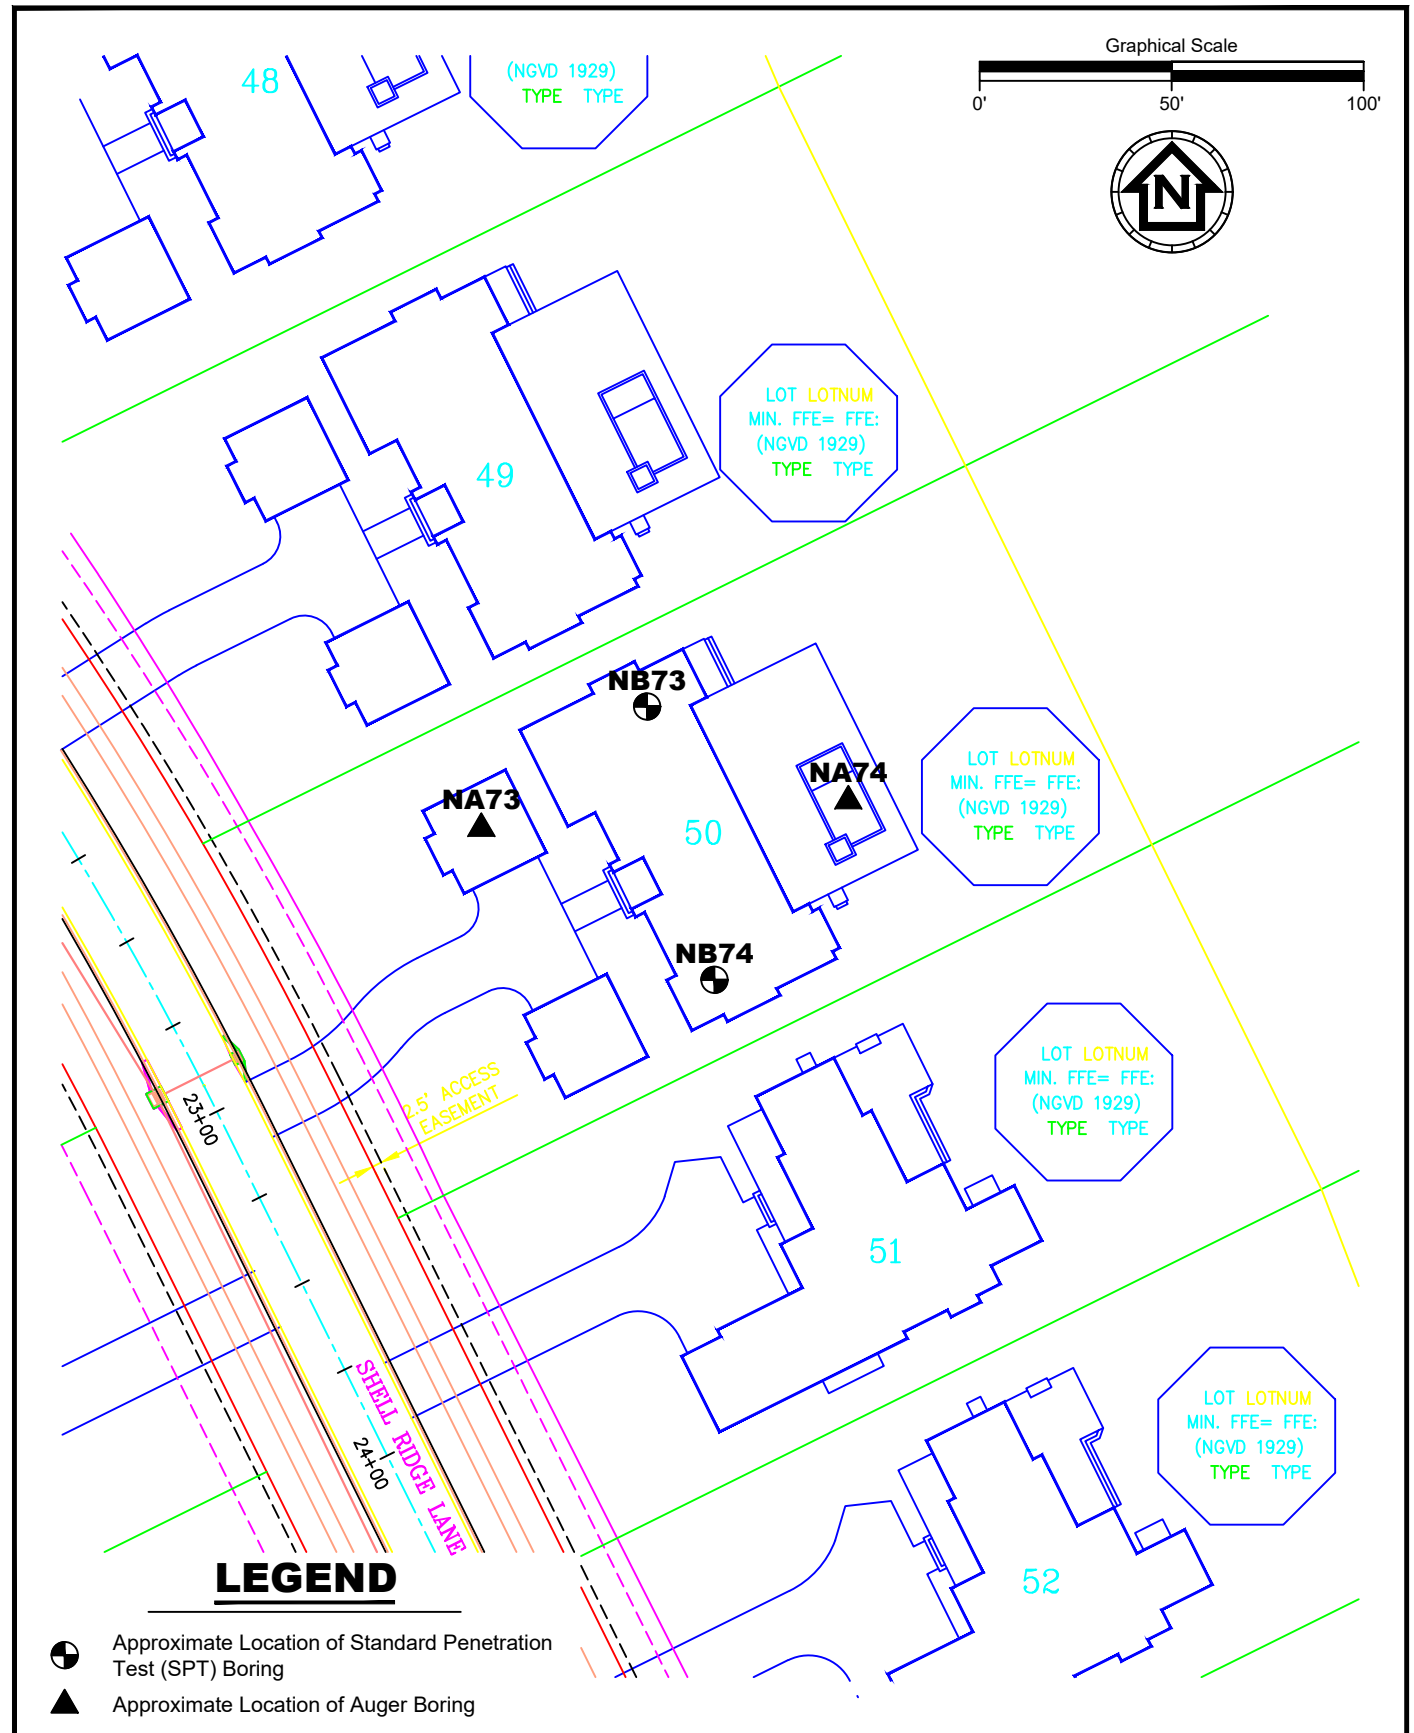 Graphical Scale
0' 50' 100'
N
48
(NGVD 1929)
TYPE TYPE
49
LOT LOTNUM
MIN. FFE= FFE:
(NGVD 1929)
TYPE TYPE
NB73
NA73
NA74
50
NB74
LOT LOTNUM
MIN. FFE= FFE:
(NGVD 1929)
TYPE TYPE
2.5' ACCESS
EASEMENT
23+00
51
LOT LOTNUM
MIN. FFE= FFE:
(NGVD 1929)
TYPE TYPE
SHELL RIDGE LANE
24+00
52
LOT LOTNUM
MIN. FFE= FFE:
(NGVD 1929)
TYPE TYPE
LEGEND
Approximate Location of Standard Penetration
Test (SPT) Boring
Approximate Location of Auger Boring